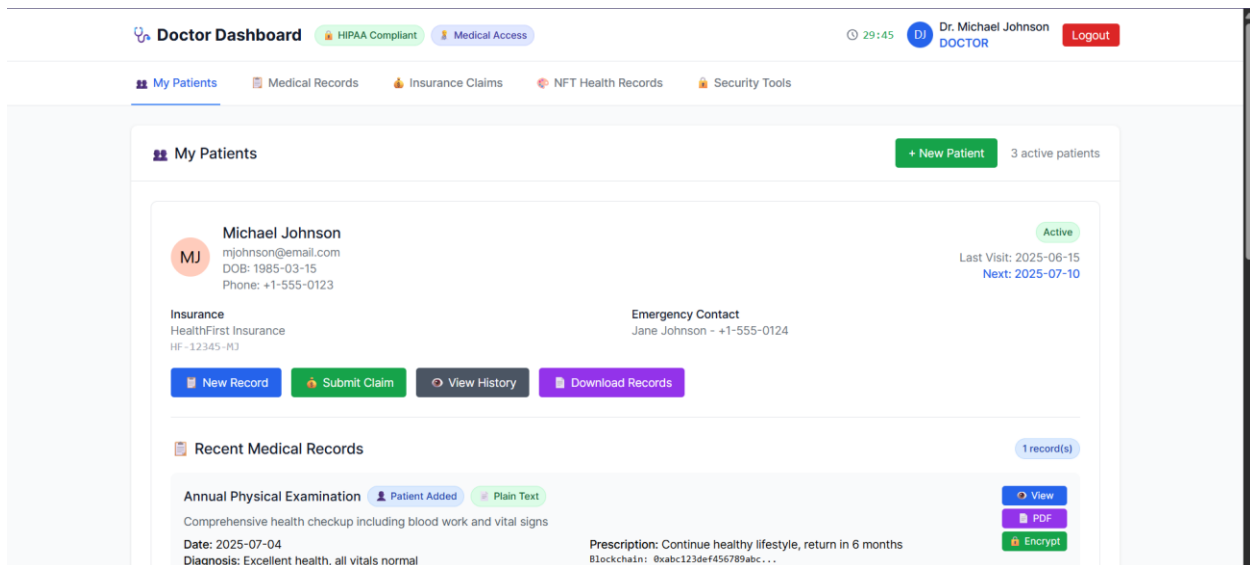 Doctor Dashboard HIPAA Compliant Medical Access 29:45 DJ Dr. Michael Johnson DOCTOR Logout
My Patients Medical Records Insurance Claims NFT Health Records Security Tools
My Patients + New Patient 3 active patients
MJ
Michael Johnson
mjohnson@email.com
DOB: 1985-03-15
Phone: +1-555-0123
Active
Last Visit: 2025-06-15
Next: 2025-07-10
Insurance
HealthFirst Insurance
HF-12345-MJ
Emergency Contact
Jane Johnson - +1-555-0124
New Record Submit Claim View History Download Records
Recent Medical Records 1 record(s)
Annual Physical Examination Patient Added Plain Text
Comprehensive health checkup including blood work and vital signs
Date: 2025-07-04
Diagnosis: Excellent health, all vitals normal
Prescription: Continue healthy lifestyle, return in 6 months
Blockchain: 0xabc123def456789abc...
View
PDF
Encrypt